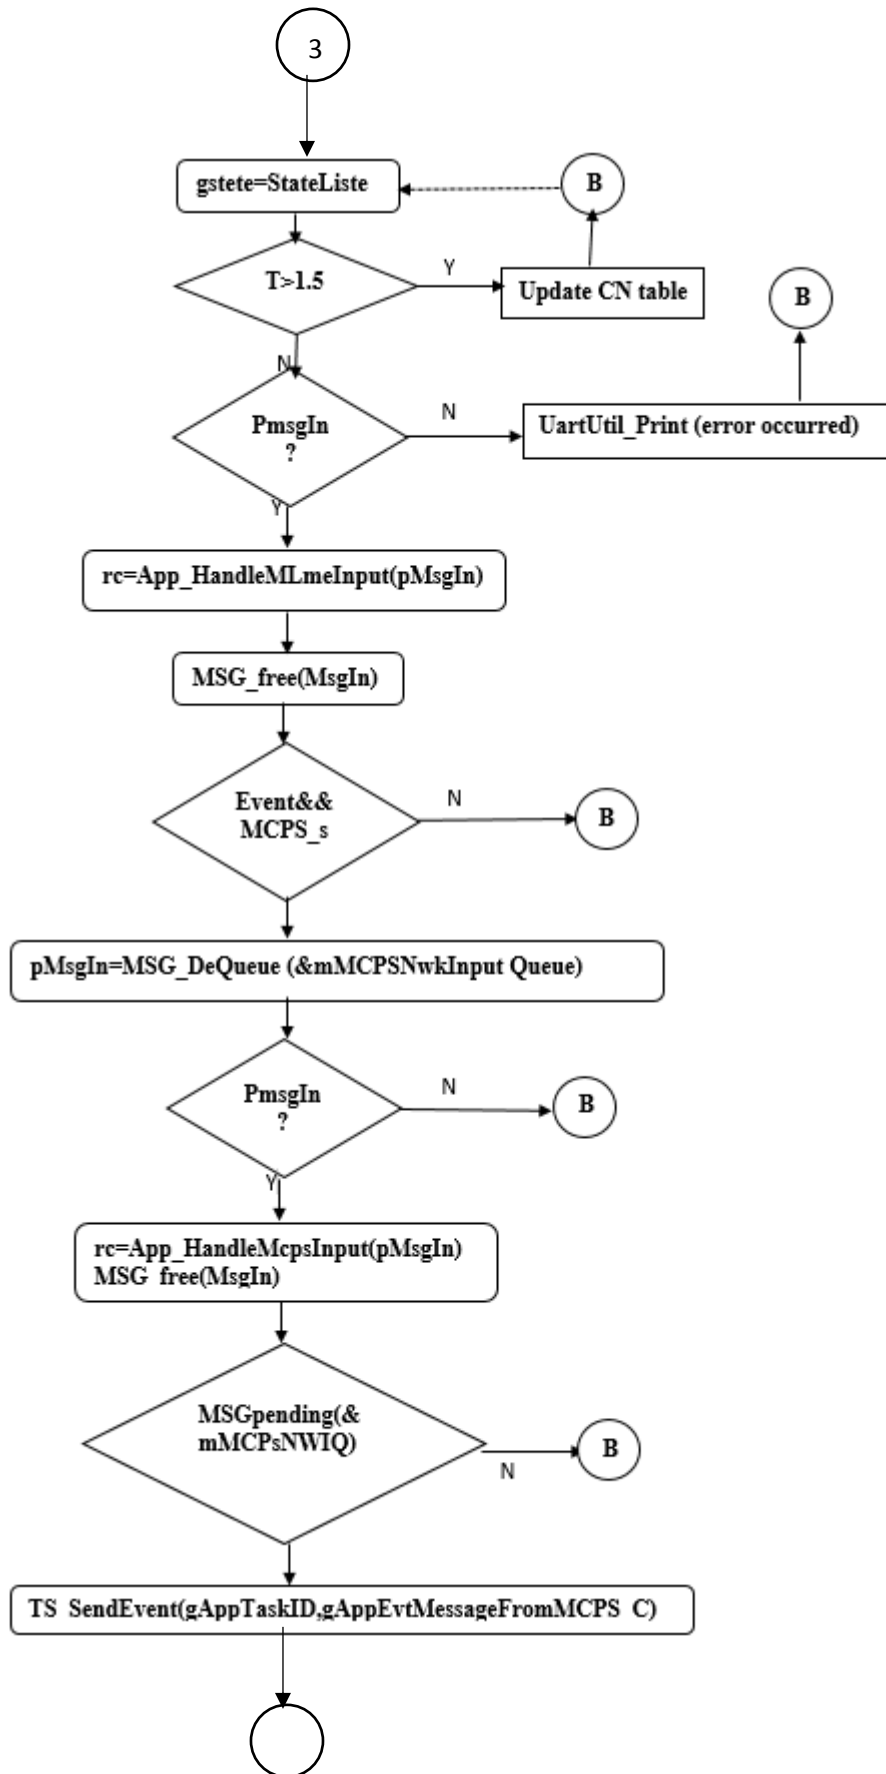 3
gstete=StateListe
B
T>1.5
Y
Update CN table
B
N
PmsgIn
?
N
UartUtil_Print (error occurred)
Y
rc=App_HandleMLmeInput(pMsgIn)
MSG_free(MsgIn)
Event&&
MCPS_s
N
B
pMsgIn=MSG_DeQueue (&mMCPSNwkInput Queue)
PmsgIn
?
N
B
Y
rc=App_HandleMcpsInput(pMsgIn)
MSG free(MsgIn)
MSGpending(&
mMCPsNWIQ)
N
B
TS SendEvent(gAppTaskID,gAppEvtMessageFromMCPS C)